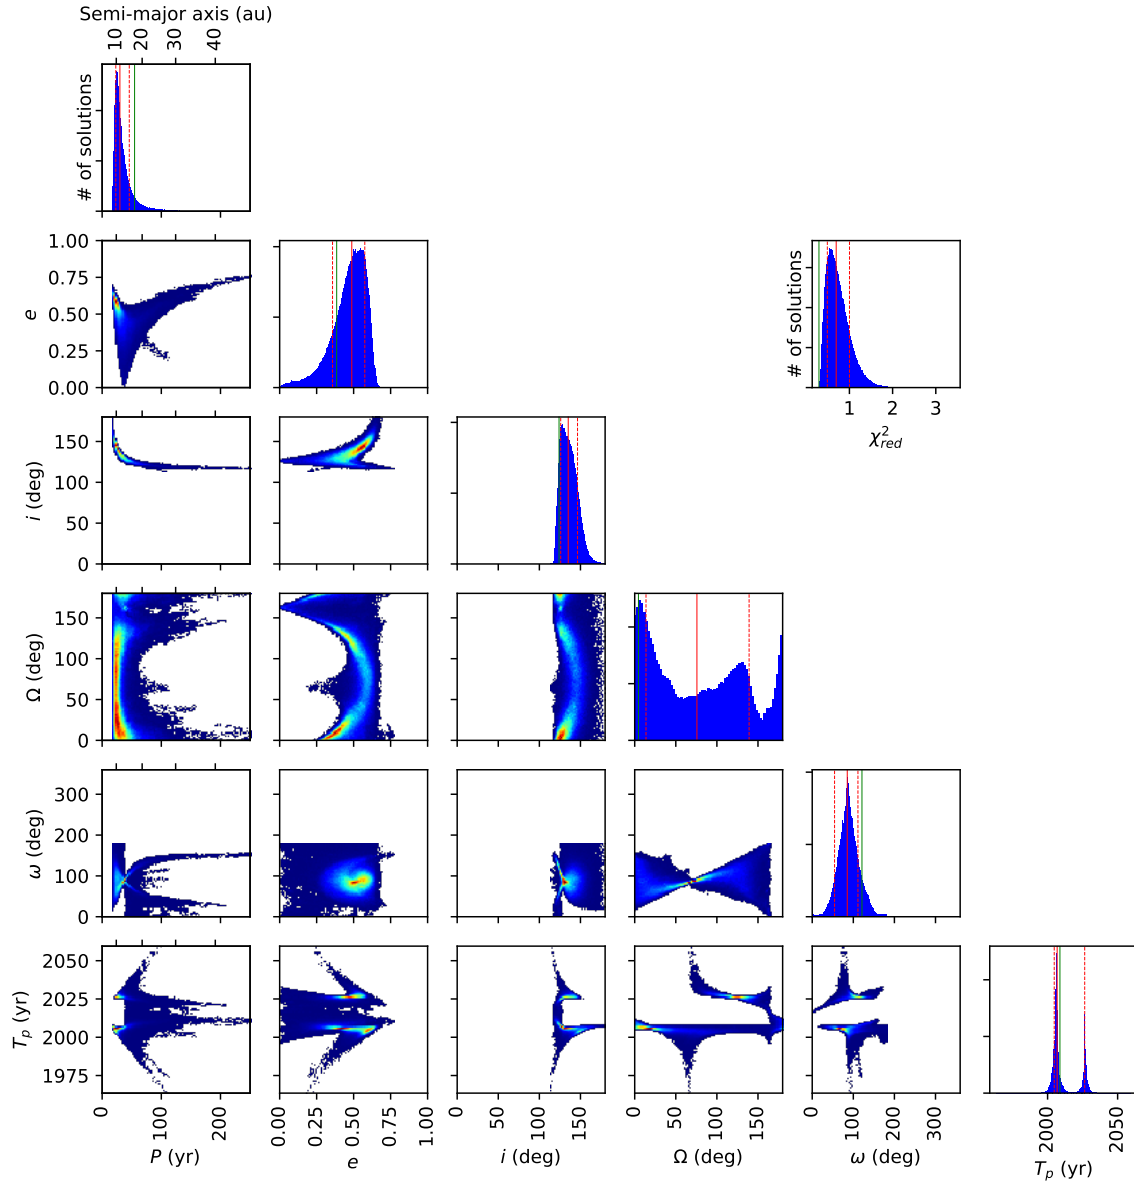 Semi-major axis (au)
10 20 30 40
# of solutions
1.00
0.75
0.50
0.25
0.00
e
# of solutions
1 2 3
χ²red
150
100
50
0
i (deg)
150
100
50
0
Ω (deg)
300
200
100
0
ω (deg)
2050
2025
2000
1975
Tp (yr)
0 100 200
P (yr)
0.00 0.25 0.50 0.75 1.00
e
0 50 100 150
i (deg)
0 50 100 150
Ω (deg)
0 100 200 300
ω (deg)
2000 2050
Tp (yr)